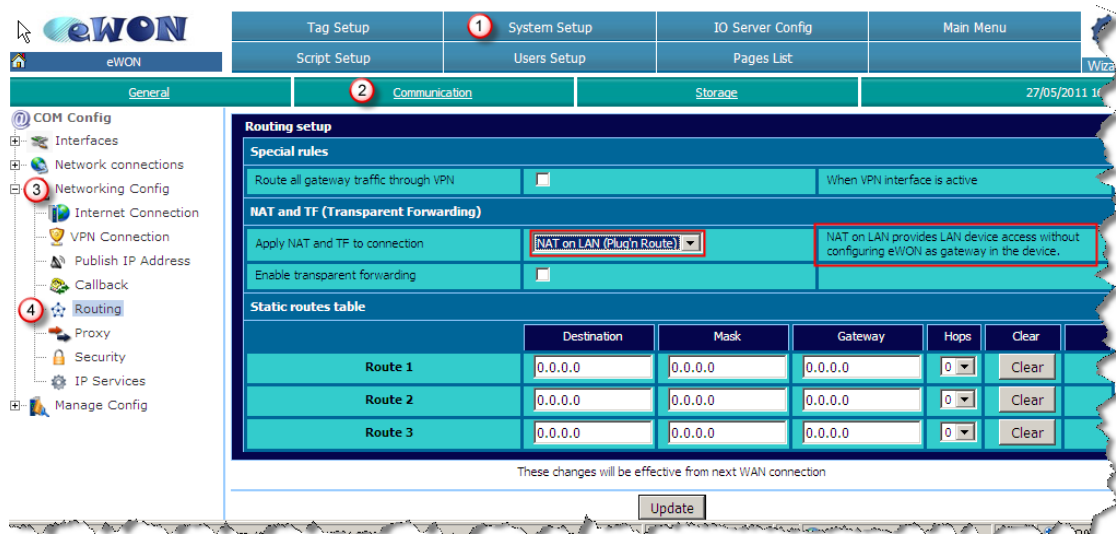 eWON
Tag Setup
1 System Setup
IO Server Config
Main Menu
eWON
Script Setup
Users Setup
Pages List
General
2 Communication
Storage
27/05/2011
COM Config
Interfaces
Network connections
3 Networking Config
Internet Connection
VPN Connection
Publish IP Address
Callback
4 Routing
Proxy
Security
IP Services
Manage Config
Routing setup
Special rules
Route all gateway traffic through VPN
When VPN interface is active
NAT and TF (Transparent Forwarding)
Apply NAT and TF to connection
NAT on LAN (Plug'n Route)
NAT on LAN provides LAN device access without
configuring eWON as gateway in the device.
Enable transparent forwarding
Static routes table
Destination Mask Gateway Hops Clear
Route 1 0.0.0.0 0.0.0.0 0.0.0.0 0 Clear
Route 2 0.0.0.0 0.0.0.0 0.0.0.0 0 Clear
Route 3 0.0.0.0 0.0.0.0 0.0.0.0 0 Clear
These changes will be effective from next WAN connection
Update